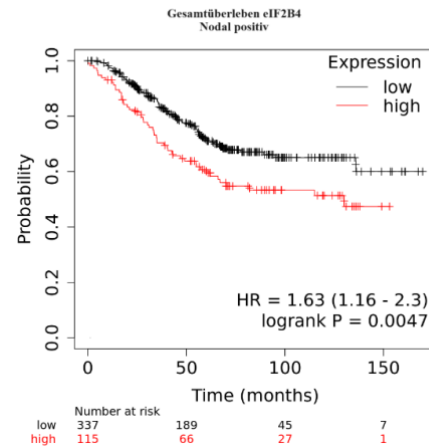 Gesamtüberleben eIF2B4
Nodal positiv
Expression
low
high
Probability
1.0
0.8
0.6
0.4
0.2
0.0
HR = 1.63 (1.16 - 2.3)
logrank P = 0.0047
0 50 100 150
Time (months)
Number at risk
low 337 189 45 7
high 115 66 27 1